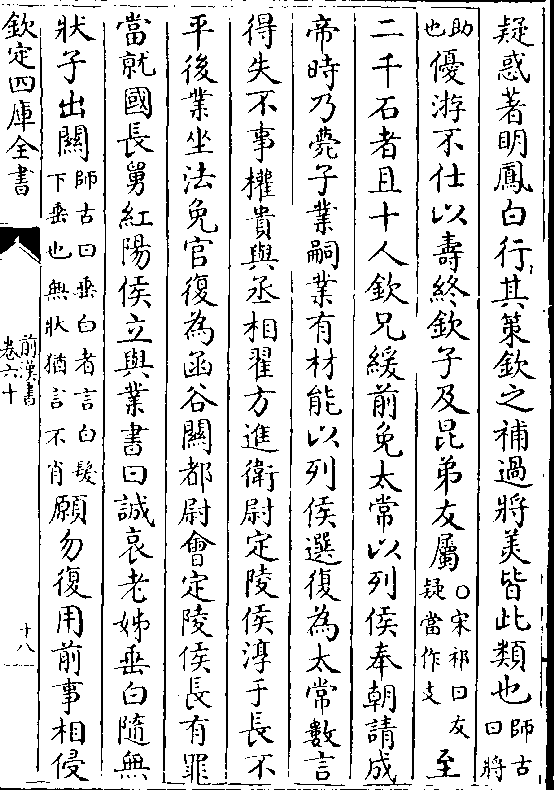 疑惑著明鳳白行其策欽之補過將美皆此類也師古曰將
助也優游不仕以壽終欽子及昆弟友屬○宋祁曰友疑當作支至
二千石者且十人欽兄緩前免太常以列侯奉朝請成
帝時乃薨子業嗣業有材能以列侯選復為太常數言
得失不事權貴與丞相翟方進衛尉定陵侯淳于長不
平後業坐法免官復為函谷關都尉會定陵侯長有罪
當就國長舅紅陽侯立與業書曰誠哀老姊垂白隨無
狀子出關師古曰垂白者言白髮下垂也無狀猶言不肖願勿復用前事相侵
欽定四庫全書
前漢書
卷六十
十八